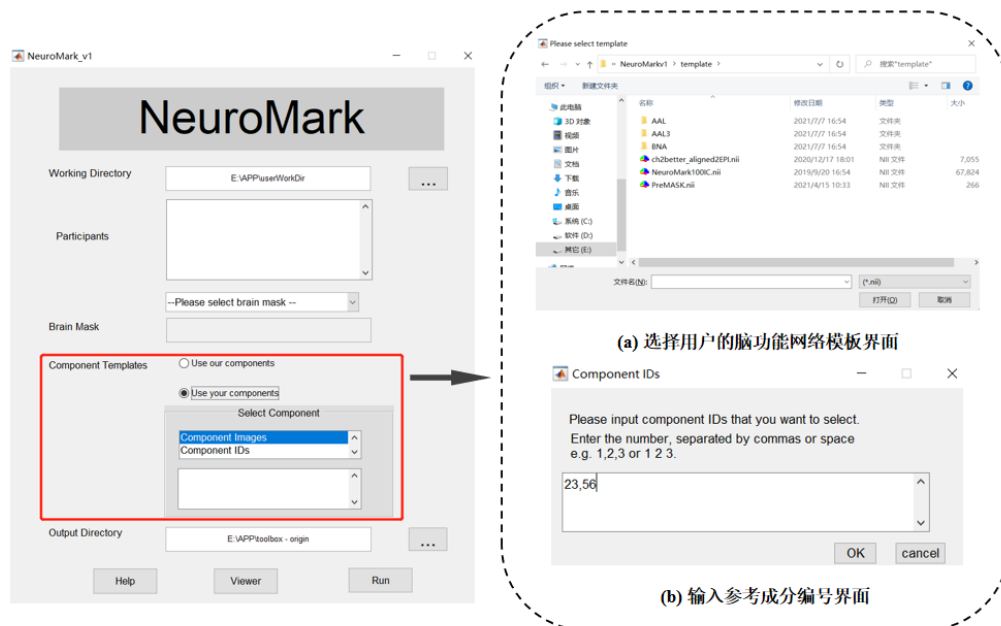 NeuroMark_v1
NeuroMark
Working Directory
E:\APP\userWorkDir
...
Participants
--Please select brain mask --
Brain Mask
Component Templates
Use our components
Use your components
Select Component
Component Images
Component IDs
Output Directory
E:\APP\toolbox - origin
...
Help
Viewer
Run
Please select template
« NeuroMarkv1 > template >
搜索"template"
组织
新建文件夹
名称
修改日期
类型
大小
此电脑
3D 对象
视频
图片
文档
下载
音乐
桌面
系统 (C:)
软件 (D:)
其它 (E:)
AAL 2021/7/7 16:54 文件夹
AAL3 2021/7/7 16:54 文件夹
BNA 2021/7/7 16:54 文件夹
ch2better_aligned2EPI.nii 2020/12/17 18:01 NII 文件 7,055
NeuroMark100IC.nii 2019/9/20 16:54 NII 文件 67,824
PreMASK.nii 2021/4/15 10:33 NII 文件 266
文件名(N):
(*.nii)
打开(O)
取消
(a) 选择用户的脑功能网络模板界面
Component IDs
Please input component IDs that you want to select.
Enter the number, separated by commas or space
e.g. 1,2,3 or 1 2 3.
23,56
OK
cancel
(b) 输入参考成分编号界面